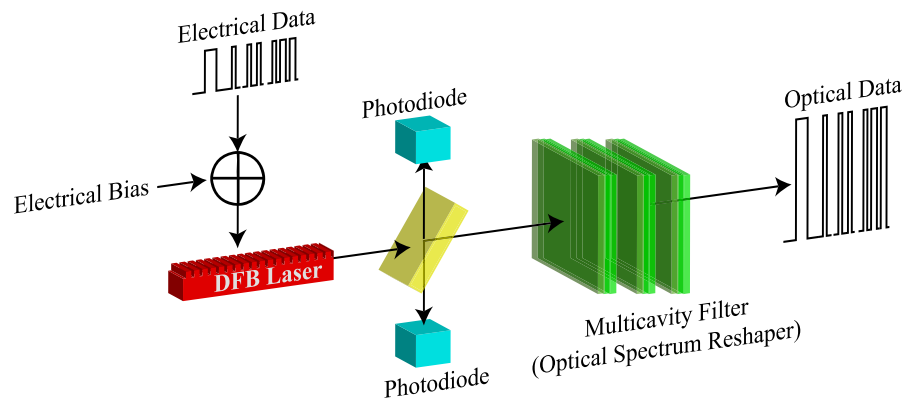 Electrical Data
Photodiode
Optical Data
Electrical Bias
DFB Laser
Multicavity Filter
(Optical Spectrum Reshaper)
Photodiode